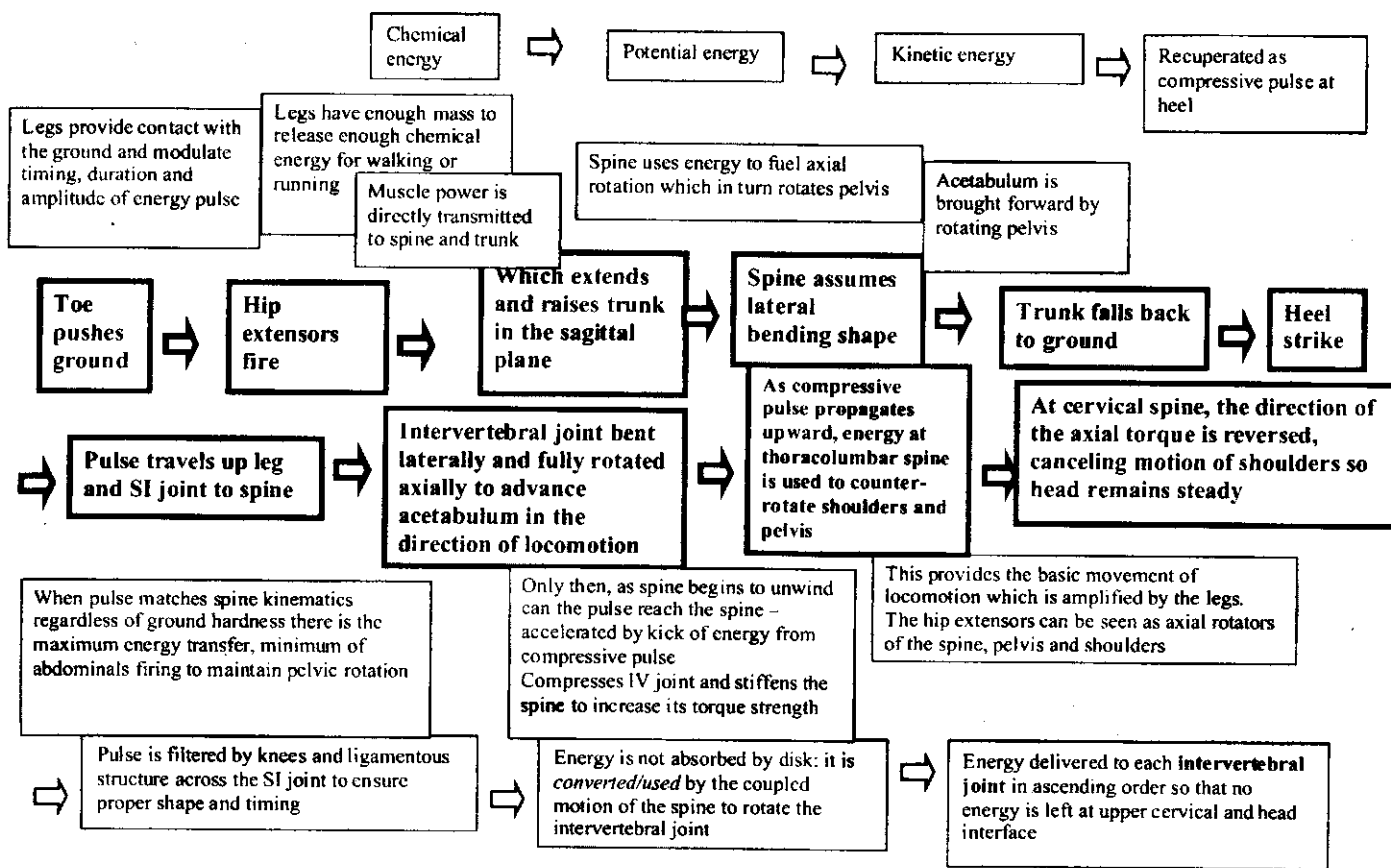 Chemical
energy
Potential energy
Kinetic energy
Recuperated as
compressive pulse at
heel
Legs provide contact with
the ground and modulate
timing, duration and
amplitude of energy pulse
Legs have enough mass to
release enough chemical
energy for walking or
running
Muscle power is
directly transmitted
to spine and trunk
Spine uses energy to fuel axial
rotation which in turn rotates pelvis
Acetabulum is
brought forward by
rotating pelvis
Toe
pushes
ground
Hip
extensors
fire
Which extends
and raises trunk
in the sagittal
plane
Spine assumes
lateral
bending shape
Trunk falls back
to ground
Heel
strike
Pulse travels up leg
and SI joint to spine
Intervertebral joint bent
laterally and fully rotated
axially to advance
acetabulum in the
direction of locomotion
As compressive
pulse propagates
upward, energy at
thoracolumbar spine
is used to counter-
rotate shoulders and
pelvis
At cervical spine, the direction of
the axial torque is reversed,
canceling motion of shoulders so
head remains steady
When pulse matches spine kinematics
regardless of ground hardness there is the
maximum energy transfer, minimum of
abdominals firing to maintain pelvic rotation
Only then, as spine begins to unwind
can the pulse reach the spine –
accelerated by kick of energy from
compressive pulse
Compresses IV joint and stiffens the
spine to increase its torque strength
This provides the basic movement of
locomotion which is amplified by the legs.
The hip extensors can be seen as axial rotators
of the spine, pelvis and shoulders
Pulse is filtered by knees and ligamentous
structure across the SI joint to ensure
proper shape and timing
Energy is not absorbed by disk: it is
converted/used by the coupled
motion of the spine to rotate the
intervertebral joint
Energy delivered to each intervertebral
joint in ascending order so that no
energy is left at upper cervical and head
interface